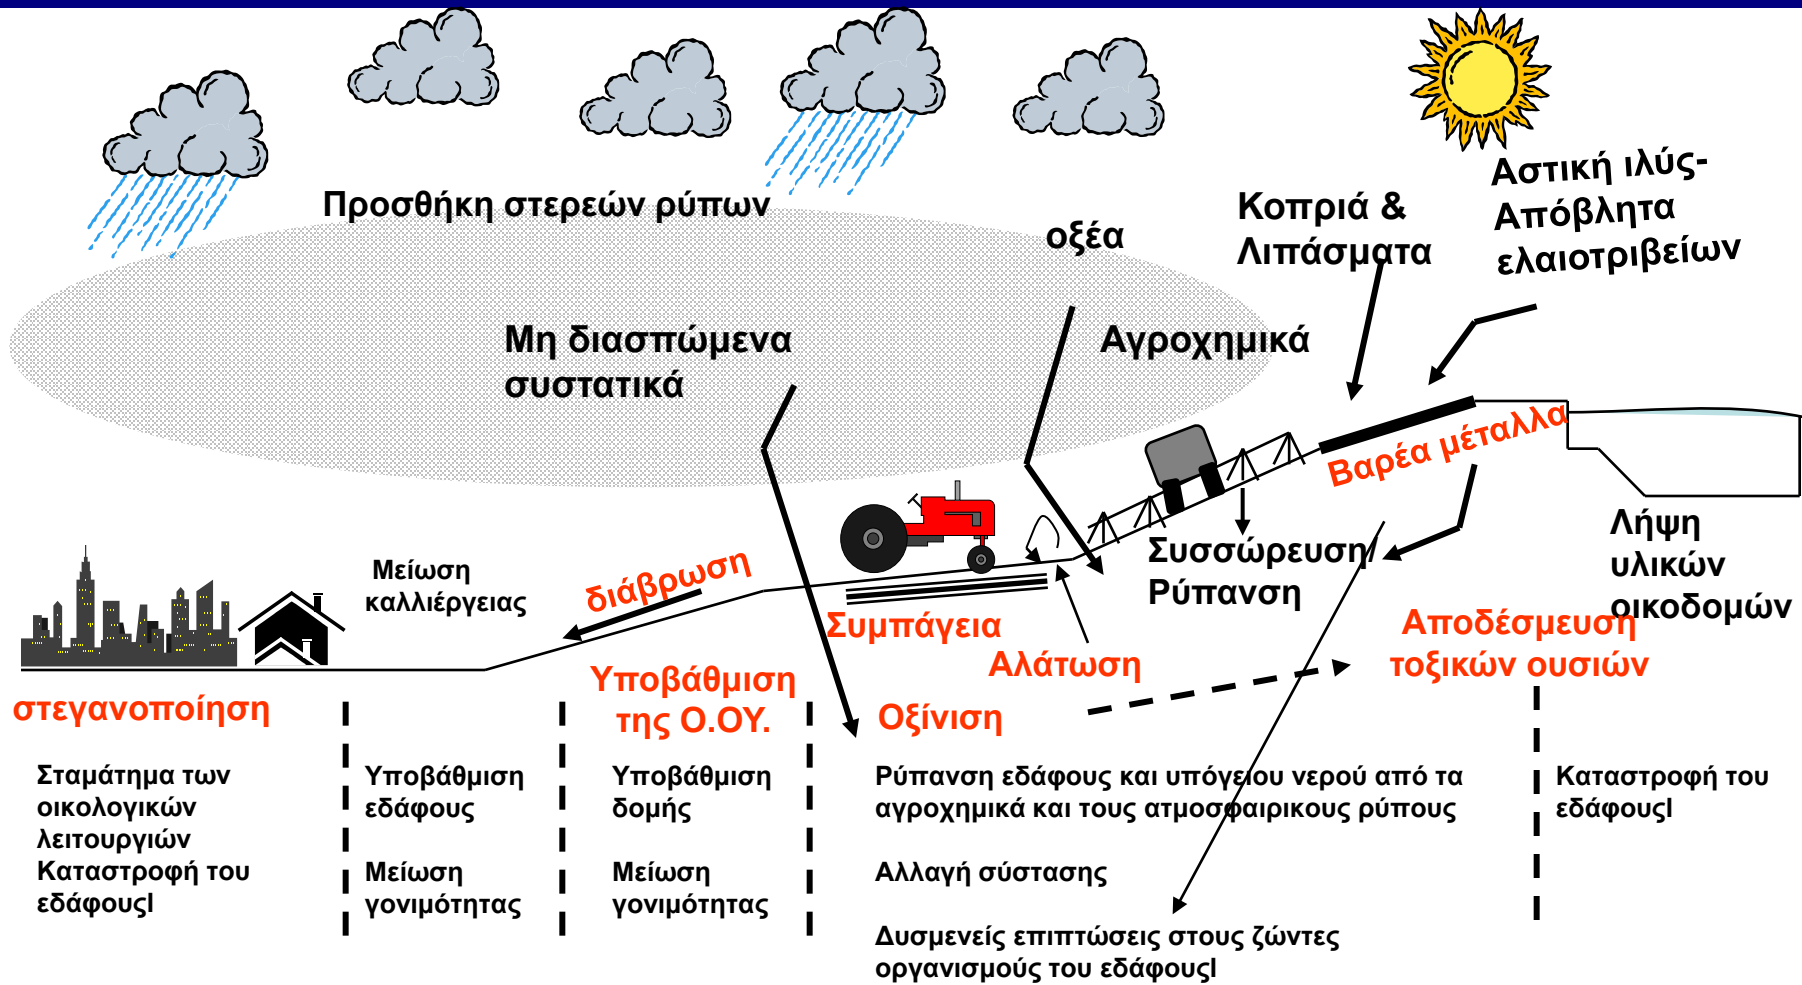 Προσθήκη στερεών ρύπων
οξέα
Κοπριά &
Λιπάσματα
Αστική ιλύς-
Απόβλητα
ελαιοτριβείων
Μη διασπώμενα
συστατικά
Αγροχημικά
Βαρέα μέταλλα
Μείωση
καλλιέργειας
διάβρωση
Συμπάγεια
Αλάτωση
Συσσώρευση/
Ρύπανση
Λήψη
υλικών
οικοδομών
Αποδέσμευση
τοξικών ουσιών
στεγανοποίηση
Υποβάθμιση
της Ο.ΟΥ.
Οξίνιση
Σταμάτημα των
οικολογικών
λειτουργιών
Καταστροφή του
εδάφουςl
Υποβάθμιση
εδάφους
Μείωση
γονιμότητας
Υποβάθμιση
δομής
Μείωση
γονιμότητας
Ρύπανση εδάφους και υπόγειου νερού από τα
αγροχημικά και τους ατμοσφαιρικους ρύπους
Αλλαγή σύστασης
Δυσμενείς επιπτώσεις στους ζώντες
οργανισμούς του εδάφουςl
Καταστροφή του
εδάφουςl